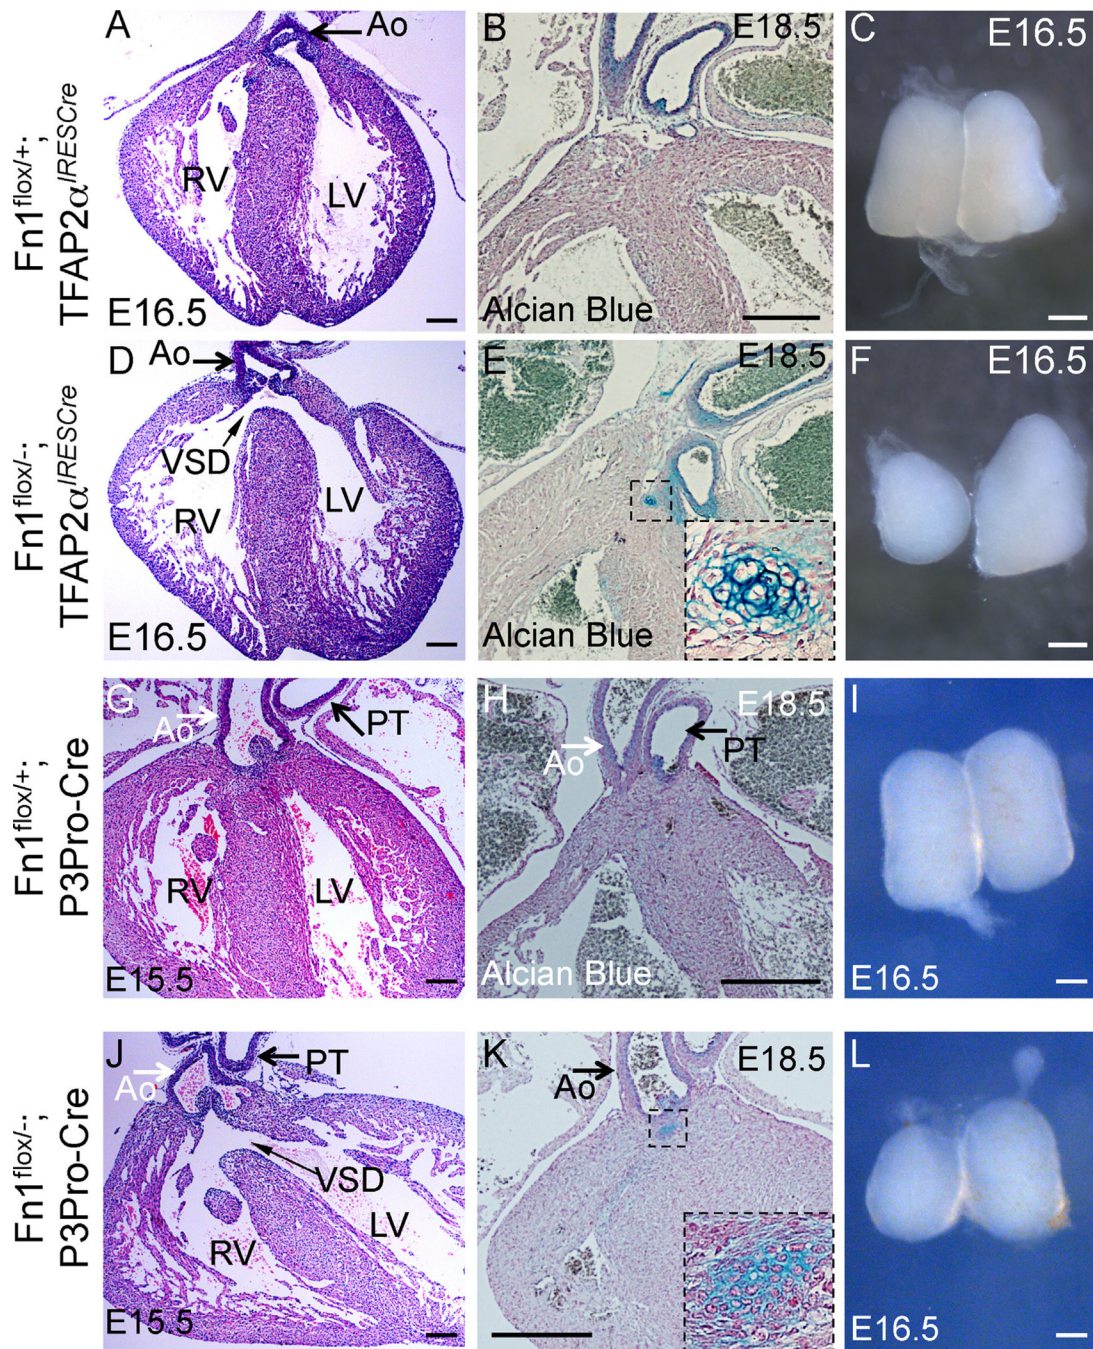 Fn1flox/+;
TFAP2αIRESCre
A
Ao
RV
LV
E16.5
B
E18.5
Alcian Blue
C
E16.5
Fn1flox/-;
TFAP2αIRESCre
D
Ao
VSD
RV
LV
E16.5
E
E18.5
Alcian Blue
F
E16.5
Fn1flox/+;
P3Pro-Cre
G
Ao
PT
RV
LV
E15.5
H
E18.5
Ao
PT
Alcian Blue
I
E16.5
Fn1flox/-;
P3Pro-Cre
J
Ao
PT
VSD
LV
RV
E15.5
K
E18.5
Ao
L
E16.5